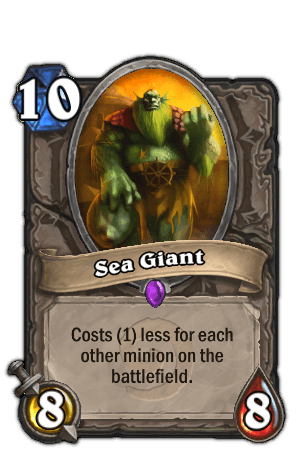 10
Sea Giant
Costs (1) less for each
other minion on the
battlefield.
8
8